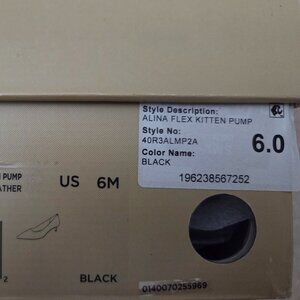 Style Description:
ALINA FLEX KITTEN PUMP
Style No:
40R3ALMP2A
6.0
Color Name:
BLACK
196238567252
PUMP
US 6M
2
BLACK
0140070255969